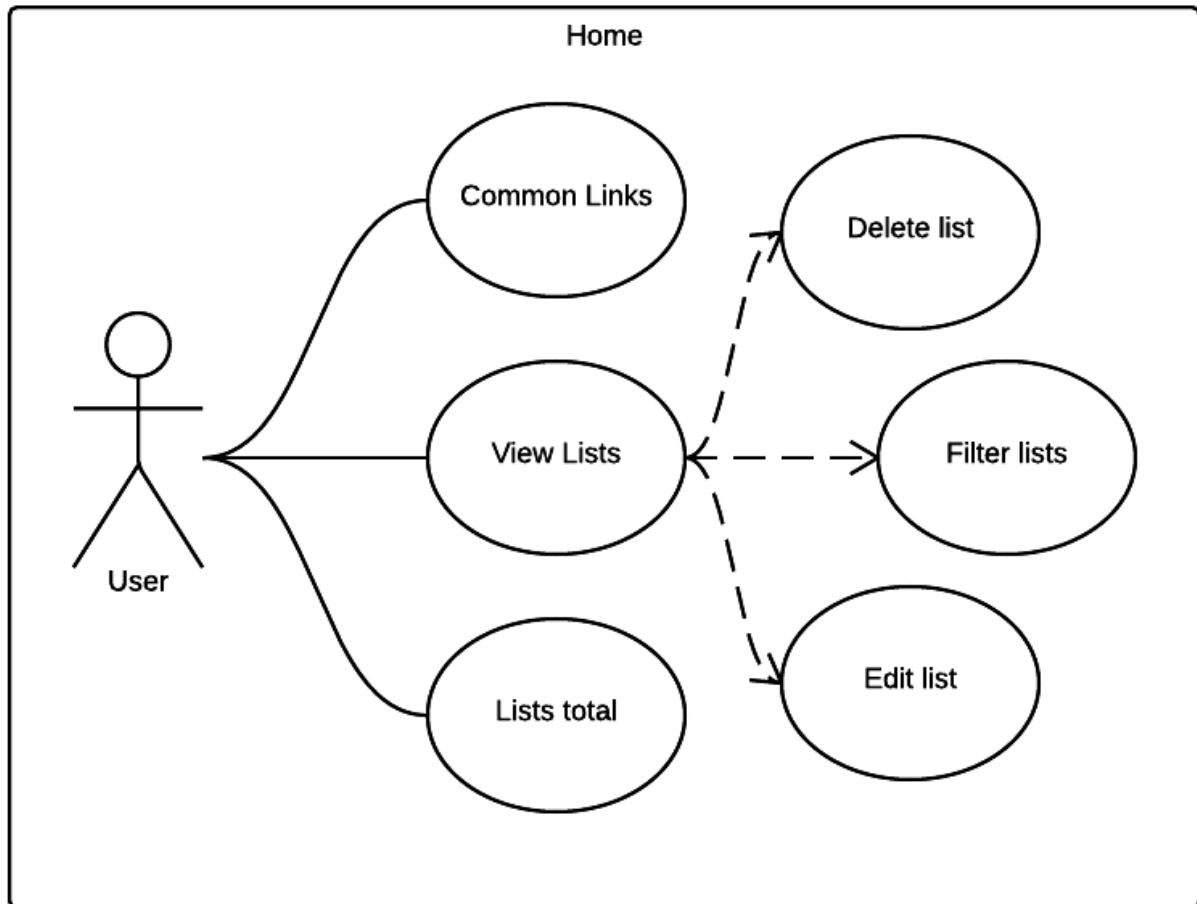 Home
Common Links
Delete list
View Lists
Filter lists
User
Edit list
Lists total